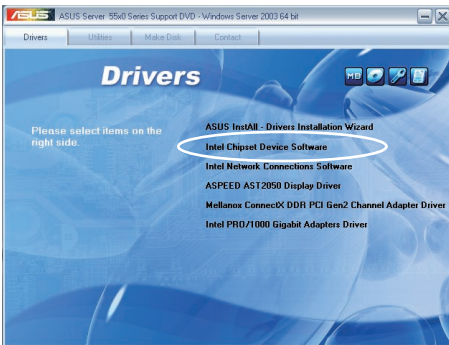 ASUS ASUS Server 55x0 Series Support DVD - Windows Server 2003 64 bit
Drivers Utilities Make Disk Contact
Drivers
MB
Please select items on the
right side.
ASUS InstAll - Drivers Installation Wizard
Intel Chipset Device Software
Intel Network Connections Software
ASPEED AST2050 Display Driver
Mellanox ConnectX DDR PCI Gen2 Channel Adapter Driver
Intel PRO/1000 Gigabit Adapters Driver